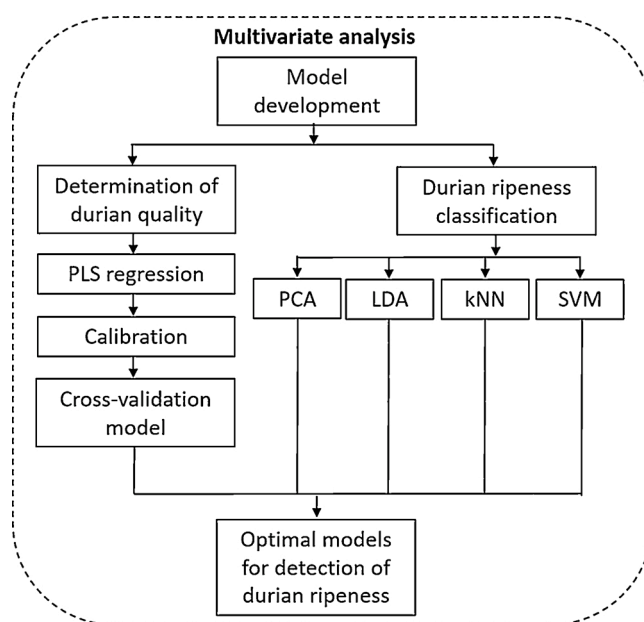 Multivariate analysis
Model
development
Determination of
durian quality
Durian ripeness
classification
PLS regression
PCA
LDA
kNN
SVM
Calibration
Cross-validation
model
Optimal models
for detection of
durian ripeness